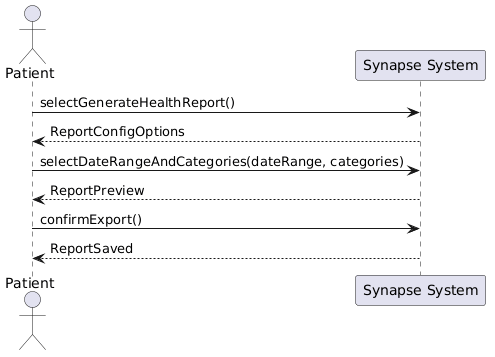 Patient
Synapse System
selectGenerateHealthReport()
ReportConfigOptions
selectDateRangeAndCategories(dateRange, categories)
ReportPreview
confirmExport()
ReportSaved
Patient
Synapse System